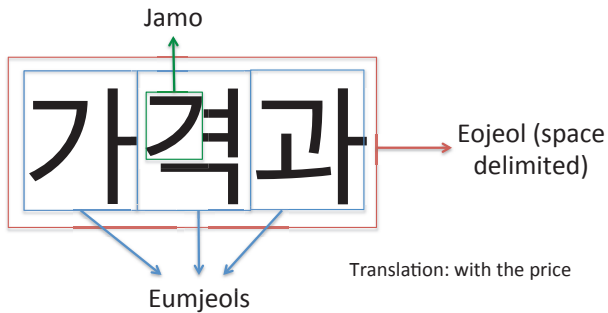 Jamo
가격과
Eojeol (space
delimited)
Translation: with the price
Eumjeols